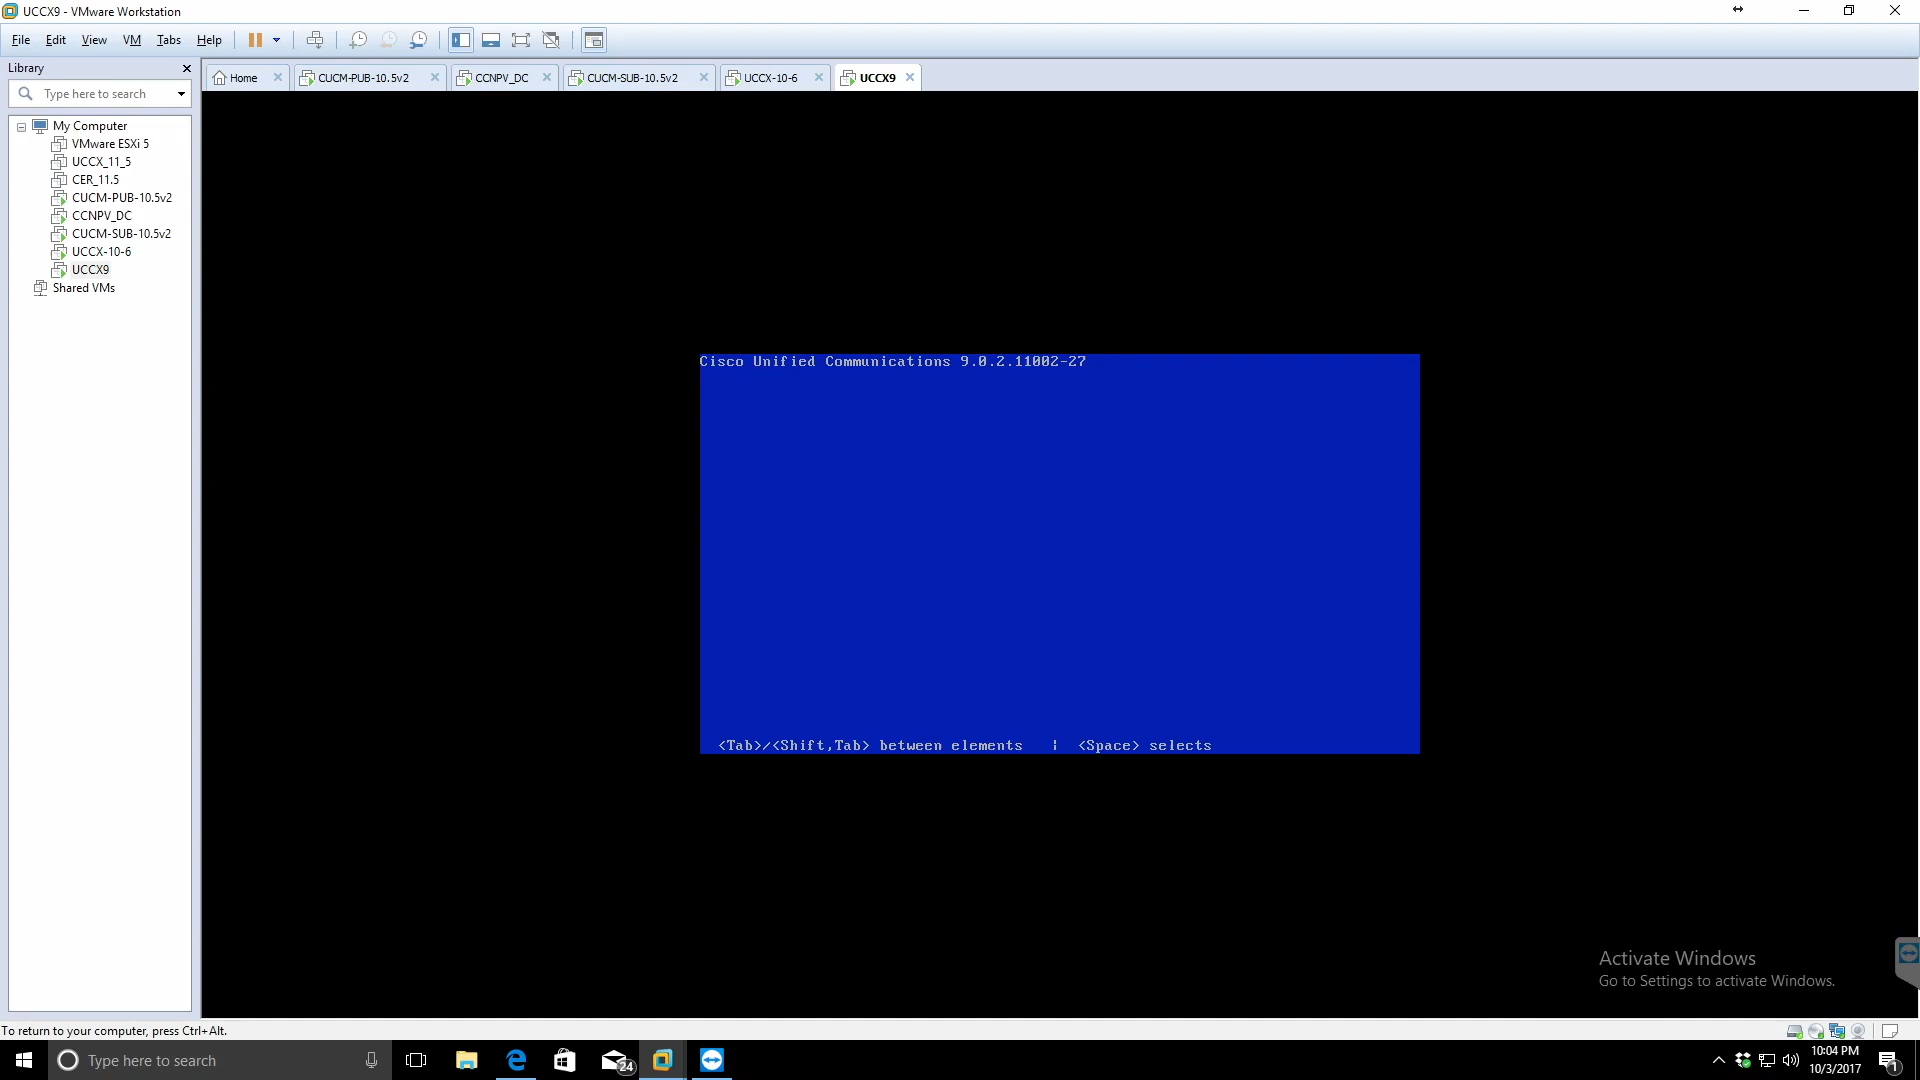 UCCX9 - VMware Workstation
File Edit View VM Tabs Help
Library
Type here to search
My Computer
VMware ESXi 5
UCCX_11_5
CER_11.5
CUCM-PUB-10.5v2
CCNPV_DC
CUCM-SUB-10.5v2
UCCX-10-6
UCCX9
Shared VMs
Home CUCM-PUB-10.5v2 CCNPV_DC CUCM-SUB-10.5v2 UCCX-10-6 UCCX9
Cisco Unified Communications 9.0.2.11002-27
<Tab>/<Shift,Tab> between elements | <Space> selects
Activate Windows
Go to Settings to activate Windows.
To return to your computer, press Ctrl+Alt.
Type here to search
24
10:04 PM
10/3/2017
1